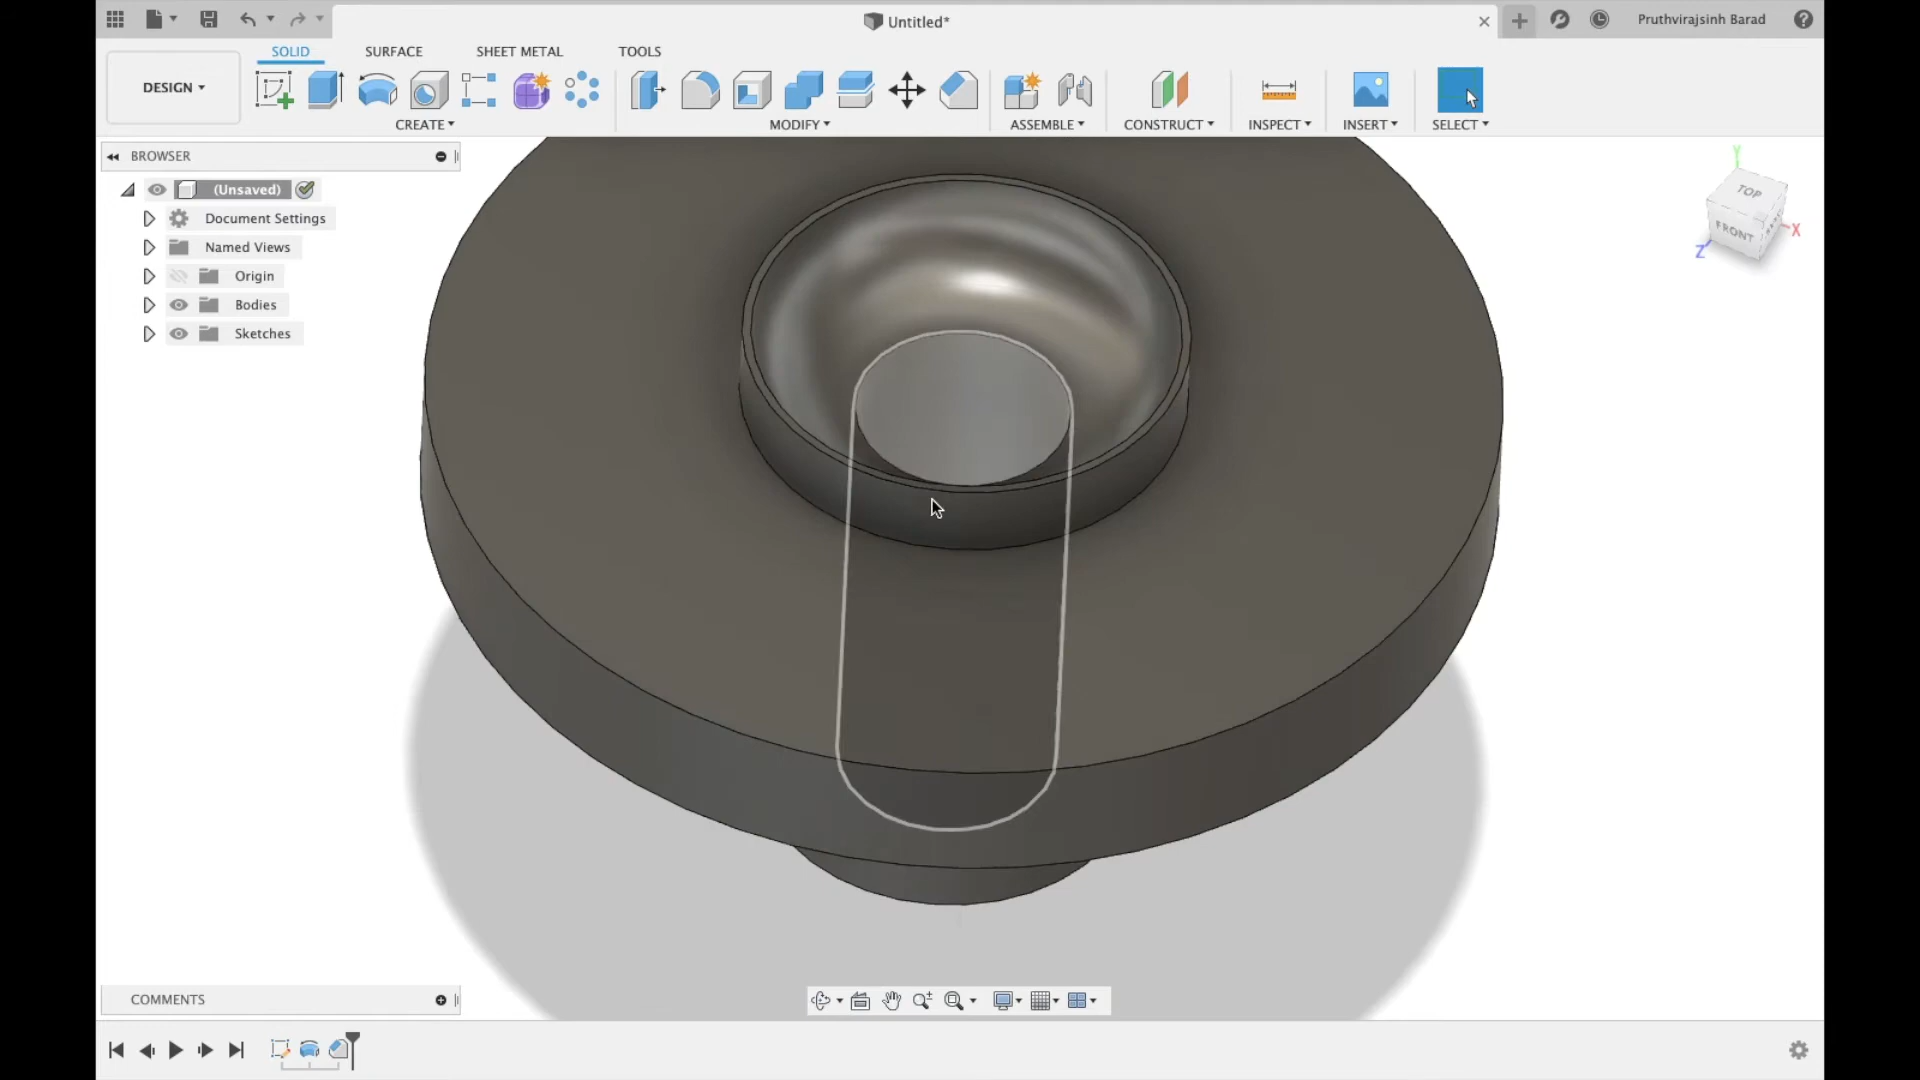 Untitled*
Pruthvirajsinh Barad
SOLID SURFACE SHEET METAL TOOLS
DESIGN
CREATE MODIFY ASSEMBLE CONSTRUCT INSPECT INSERT SELECT
BROWSER
(Unsaved)
Document Settings
Named Views
Origin
Bodies
Sketches
Y
TOP
FRONT
X
Z
COMMENTS